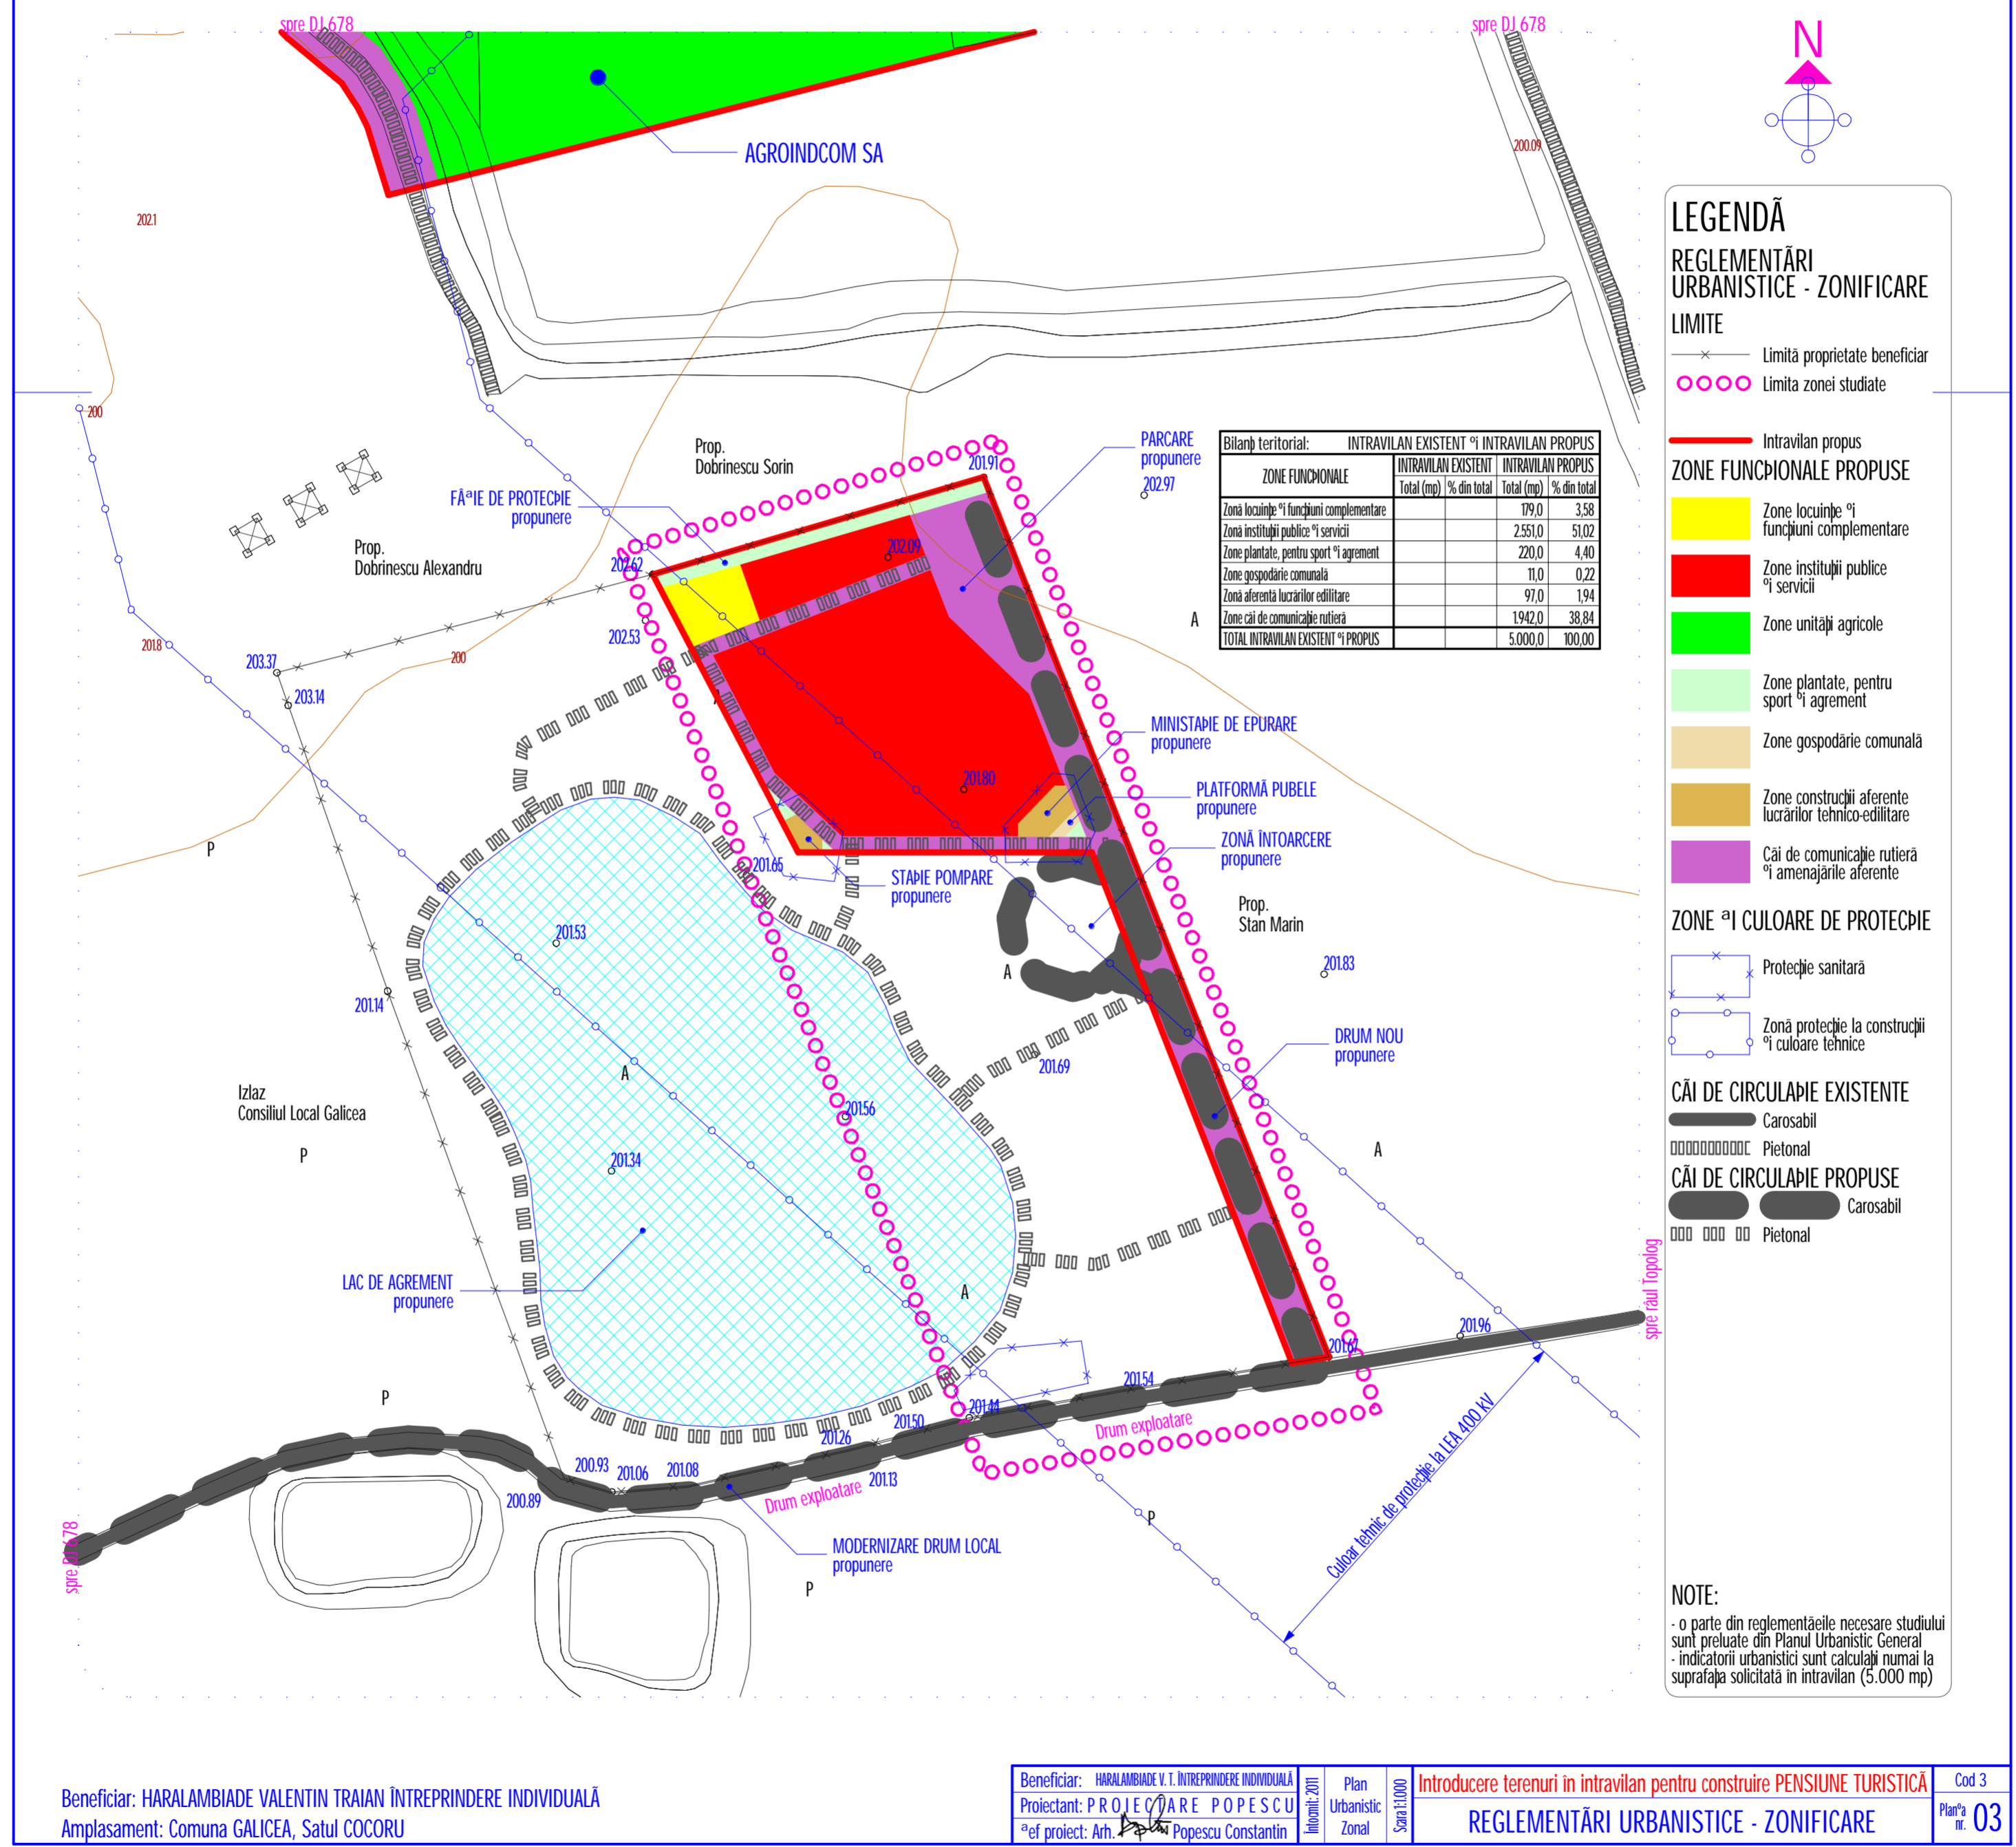 spre DJ 678
spre DJ 678
N
AGROINDCOM SA
200.09
202.1
200
201.8
200
Prop.
Dobrinescu Sorin
FÂªIE DE PROTECÞIE
propunere
Prop.
Dobrinescu Alexandru
PARCARE
propunere
201.91
202.97
202.09
202.62
202.53
203.37
203.14
A
Bilanþ teritorial: INTRAVILAN EXISTENT ºi INTRAVILAN PROPUS
ZONE FUNCÞIONALE INTRAVILAN EXISTENT INTRAVILAN PROPUS
Total (mp) % din total Total (mp) % din total
Zonã locuinþe ºi funcþiuni complementare 179,0 3,58
Zonã instituþii publice ºi servicii 2.551,0 51,02
Zone plantate, pentru sport ºi agrement 220,0 4,40
Zone gospodãrie comunalã 11,0 0,22
Zonã aferentã lucrãrilor edilitare 97,0 1,94
Zone cãi de comunicaþie rutierã 1.942,0 38,84
TOTAL INTRAVILAN EXISTENT ºi PROPUS 5.000,0 100,00
MINISTAÞIE DE EPURARE
propunere
201.80
PLATFORMÃ PUBELE
propunere
ZONÃ ÎNTOARCERE
propunere
P
201.65
STAÞIE POMPARE
propunere
Prop.
Stan Marin
201.53
201.83
A
201.14
DRUM NOU
propunere
201.69
A
Izlaz
Consiliul Local Galicea
P
201.56
201.34
A
LAC DE AGREMENT
propunere
A
spre râul Topolog
201.96
201.67
201.54
P
201.44
201.50
Drum exploatare
201.26
201.13
200.93
201.06
201.08
200.89
Drum exploatare
P
Culoar tehnic de protecþie la LEA 400 kV
spre DJ 678
MODERNIZARE DRUM LOCAL
propunere
P
LEGENDÃ
REGLEMENTÃRI
URBANISTICE - ZONIFICARE
LIMITE
Limitã proprietate beneficiar
Limita zonei studiate
Intravilan propus
ZONE FUNCÞIONALE PROPUSE
Zone locuinþe ºi
funcþiuni complementare
Zone instituþii publice
ºi servicii
Zone unitãþi agricole
Zone plantate, pentru
sport ºi agrement
Zone gospodãrie comunalã
Zone construcþii aferente
lucrãrilor tehnico-edilitare
Cãi de comunicaþie rutierã
ºi amenajãrile aferente
ZONE ªI CULOARE DE PROTECÞIE
Protecþie sanitarã
Zonã protecþie la construcþii
ºi culoare tehnice
CÃI DE CIRCULAÞIE EXISTENTE
Carosabil
Pietonal
CÃI DE CIRCULAÞIE PROPUSE
Carosabil
Pietonal
NOTE:
- o parte din reglementãeile necesare studiului
sunt preluate din Planul Urbanistic General
- indicatorii urbanistici sunt calculaþi numai la
suprafaþa solicitatã în intravilan (5.000 mp)
Beneficiar: HARALAMBIADE VALENTIN TRAIAN ÎNTREPRINDERE INDIVIDUALÃ
Amplasament: Comuna GALICEA, Satul COCORU
Beneficiar: HARALAMBIADE V. T. ÎNTREPRINDERE INDIVIDUALÃ
Proiectant: PROIECT ARE POPESCU
ªef proiect: Arh. Popescu Constantin
Întomit: 2011
Plan
Urbanistic
Zonal
Scara 1:1.000
Introducere terenuri în intravilan pentru construire PENSIUNE TURISTICÃ
REGLEMENTÃRI URBANISTICE - ZONIFICARE
Cod 3
Planºa
nr. 03